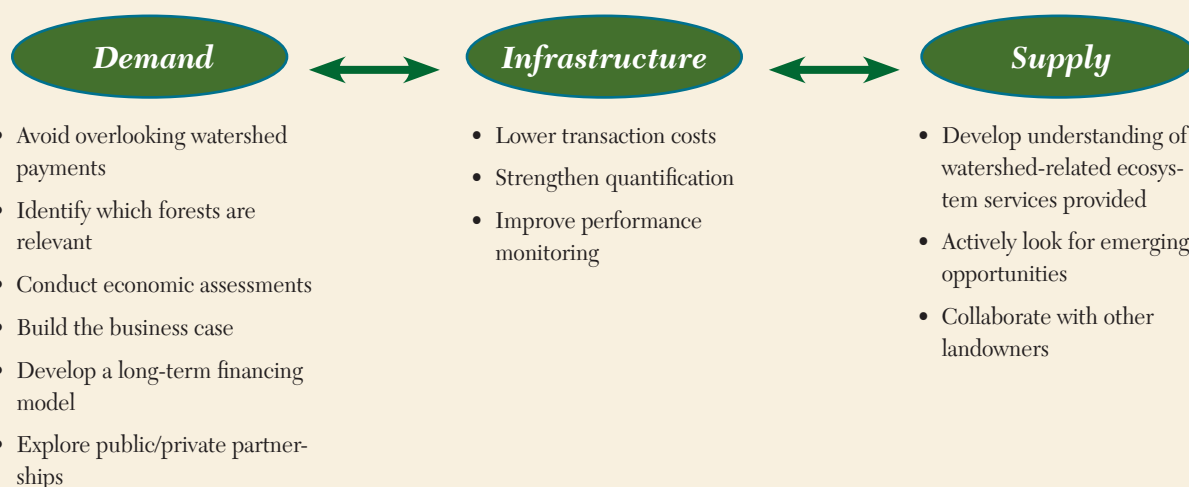 Demand
• Avoid overlooking watershed
payments
• Identify which forests are
relevant
• Conduct economic assessments
• Build the business case
• Develop a long-term financing
model
• Explore public/private partner-
ships
Infrastructure
• Lower transaction costs
• Strengthen quantification
• Improve performance
monitoring
Supply
• Develop understanding of
watershed-related ecosys-
tem services provided
• Actively look for emerging
opportunities
• Collaborate with other
landowners